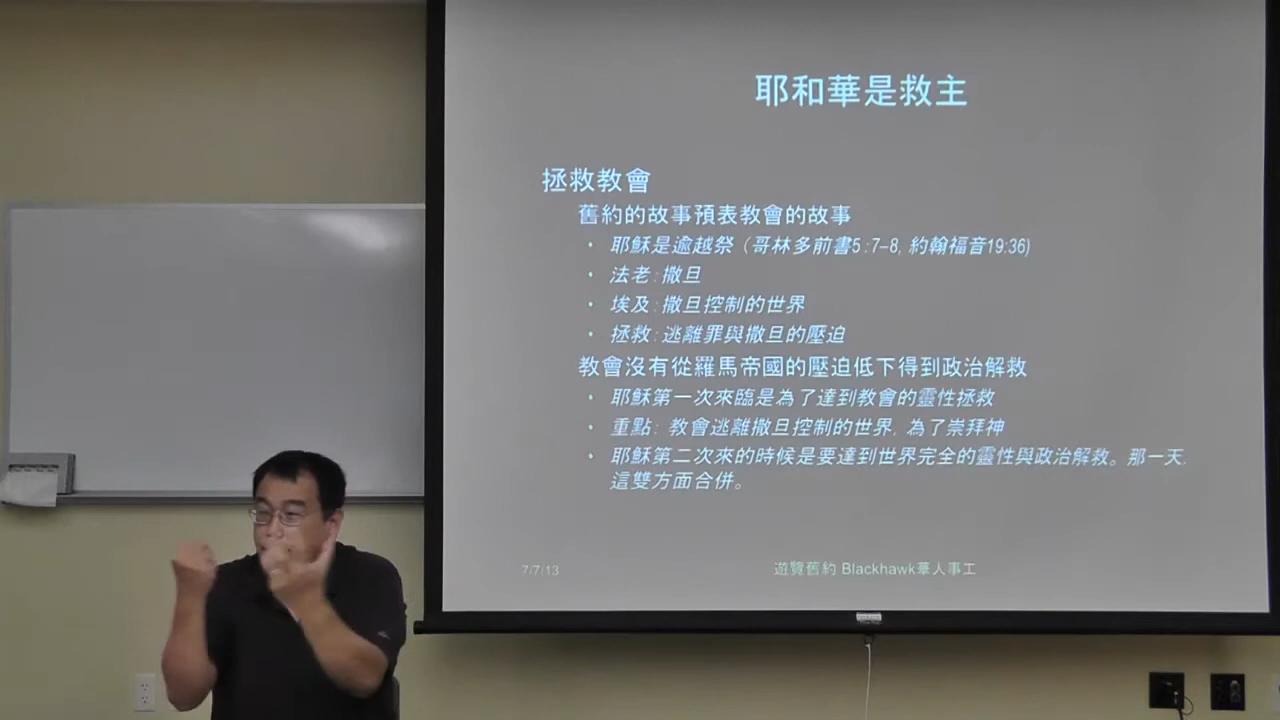 耶和華是救主
拯救教會
舊約的故事預表教會的故事
• 耶穌是逾越祭（哥林多前書5:7-8, 約翰福音19:36)
• 法老:撒旦
• 埃及:撒旦控制的世界
• 拯救:逃離罪與撒旦的壓迫
教會沒有從羅馬帝國的壓迫低下得到政治解救
• 耶穌第一次來臨是為了達到教會的靈性拯救
• 重點: 教會逃離撒旦控制的世界, 為了崇拜神
• 耶穌第二次來的時候是要達到世界完全的靈性與政治解救。那一天,
這雙方面合併。
7/7/13
遊覽舊約 Blackhawk華人事工